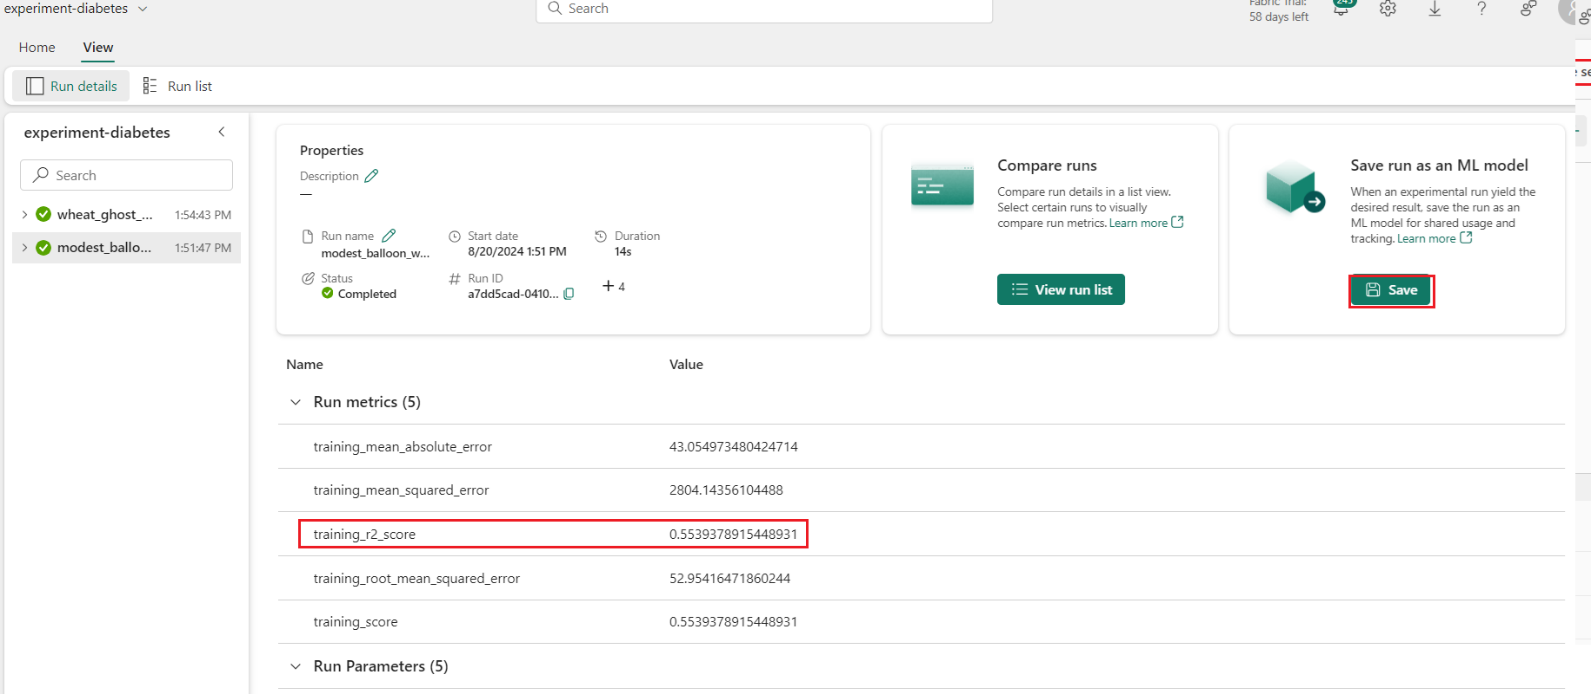 experiment-diabetes
Search
Fabric Trial:
58 days left
Home
View
Run details
Run list
experiment-diabetes
Search
wheat_ghost_... 1:54:43 PM
modest_ballo... 1:51:47 PM
Properties
Description
Run name
modest_balloon_w...
Start date
8/20/2024 1:51 PM
Duration
14s
Status
Completed
Run ID
a7dd5cad-0410...
+ 4
Compare runs
Compare run details in a list view.
Select certain runs to visually
compare run metrics. Learn more
View run list
Save run as an ML model
When an experimental run yield the
desired result, save the run as an
ML model for shared usage and
tracking. Learn more
Save
Name Value
Run metrics (5)
training_mean_absolute_error 43.054973480424714
training_mean_squared_error 2804.14356104488
training_r2_score 0.5539378915448931
training_root_mean_squared_error 52.95416471860244
training_score 0.5539378915448931
Run Parameters (5)